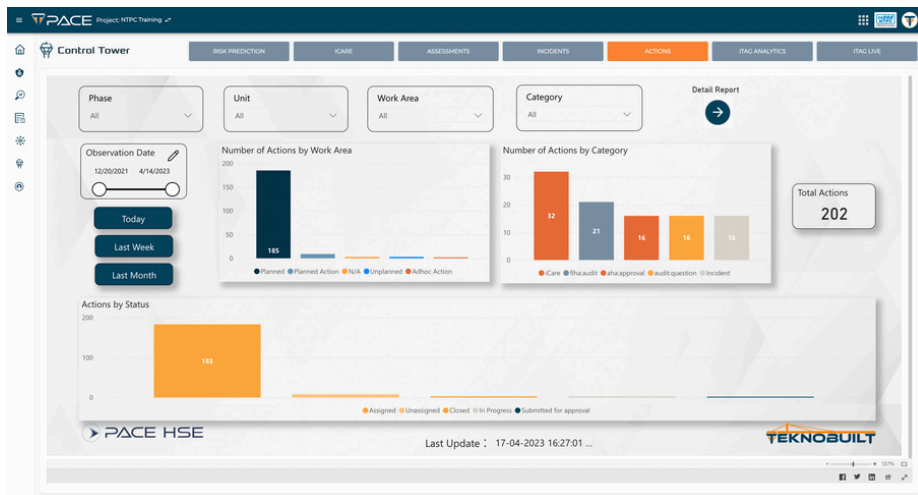 PACE Project: NTPC Training
Control Tower
RISK PREDICTION
ICARE
ASSESSMENTS
INCIDENTS
ACTIONS
ITAG ANALYTICS
ITAG LIVE
Phase
All
Unit
All
Work Area
All
Category
All
Detail Report
Observation Date
12/20/2021 4/14/2023
Today
Last Week
Last Month
Number of Actions by Work Area
200
150
100
50
0
185
Planned Planned Action N/A Unplanned Adhoc Action
Number of Actions by Category
30
20
10
0
32
21
16
16
16
iCare flha:audit aha:approval audit:question Incident
Total Actions
202
Actions by Status
200
100
0
183
Assigned Unassigned Closed In Progress Submitted for approval
PACE HSE
Last Update : 17-04-2023 16:27:01 ...
TEKNOBUILT
- + 107%